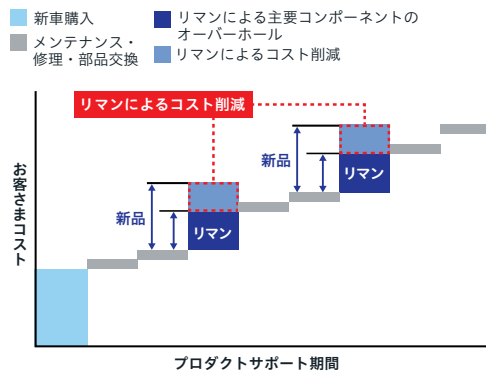 新車購入
メンテナンス・
修理・部品交換
リマンによる主要コンポーネントの
オーバーホール
リマンによるコスト削減
リマンによるコスト削減
お客さまコスト
新品
リマン
新品
リマン
プロダクトサポート期間